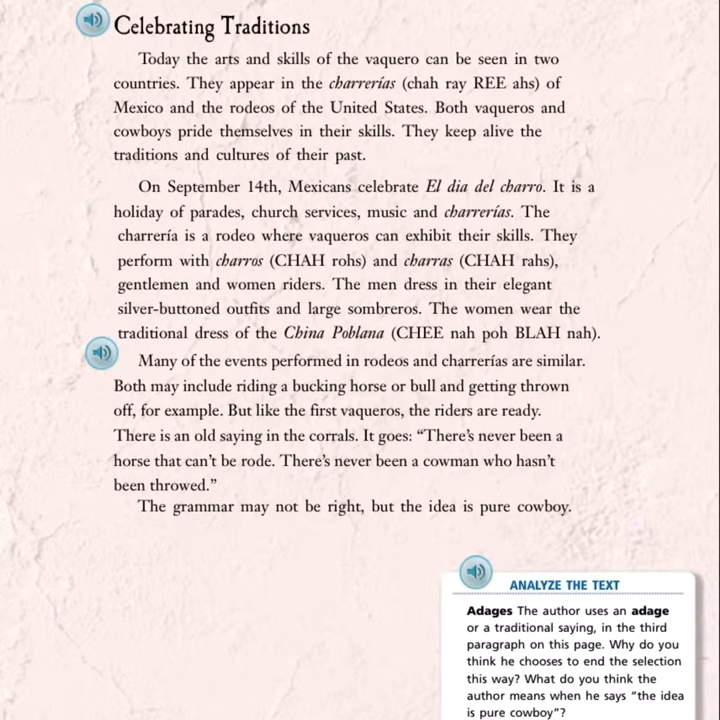 Celebrating Traditions
Today the arts and skills of the vaquero can be seen in two
countries. They appear in the charrerías (chah ray REE ahs) of
Mexico and the rodeos of the United States. Both vaqueros and
cowboys pride themselves in their skills. They keep alive the
traditions and cultures of their past.
On September 14th, Mexicans celebrate El dia del charro. It is a
holiday of parades, church services, music and charrerías. The
charrería is a rodeo where vaqueros can exhibit their skills. They
perform with charros (CHAH rohs) and charras (CHAH rahs),
gentlemen and women riders. The men dress in their elegant
silver-buttoned outfits and large sombreros. The women wear the
traditional dress of the China Poblana (CHEE nah poh BLAH nah).
Many of the events performed in rodeos and charrerías are similar.
Both may include riding a bucking horse or bull and getting thrown
off, for example. But like the first vaqueros, the riders are ready.
There is an old saying in the corrals. It goes: “There’s never been a
horse that can’t be rode. There’s never been a cowman who hasn’t
been throwed.”
The grammar may not be right, but the idea is pure cowboy.
ANALYZE THE TEXT
Adages The author uses an adage
or a traditional saying, in the third
paragraph on this page. Why do you
think he chooses to end the selection
this way? What do you think the
author means when he says “the idea
is pure cowboy”?